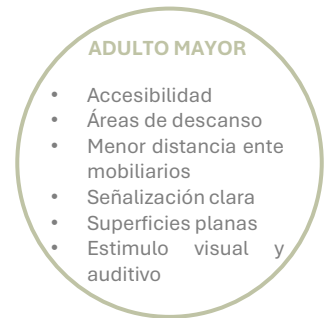 ADULTO MAYOR
• Accesibilidad
• Áreas de descanso
• Menor distancia ente
mobiliarios
• Señalización clara
• Superficies planas
• Estimulo visual y
auditivo